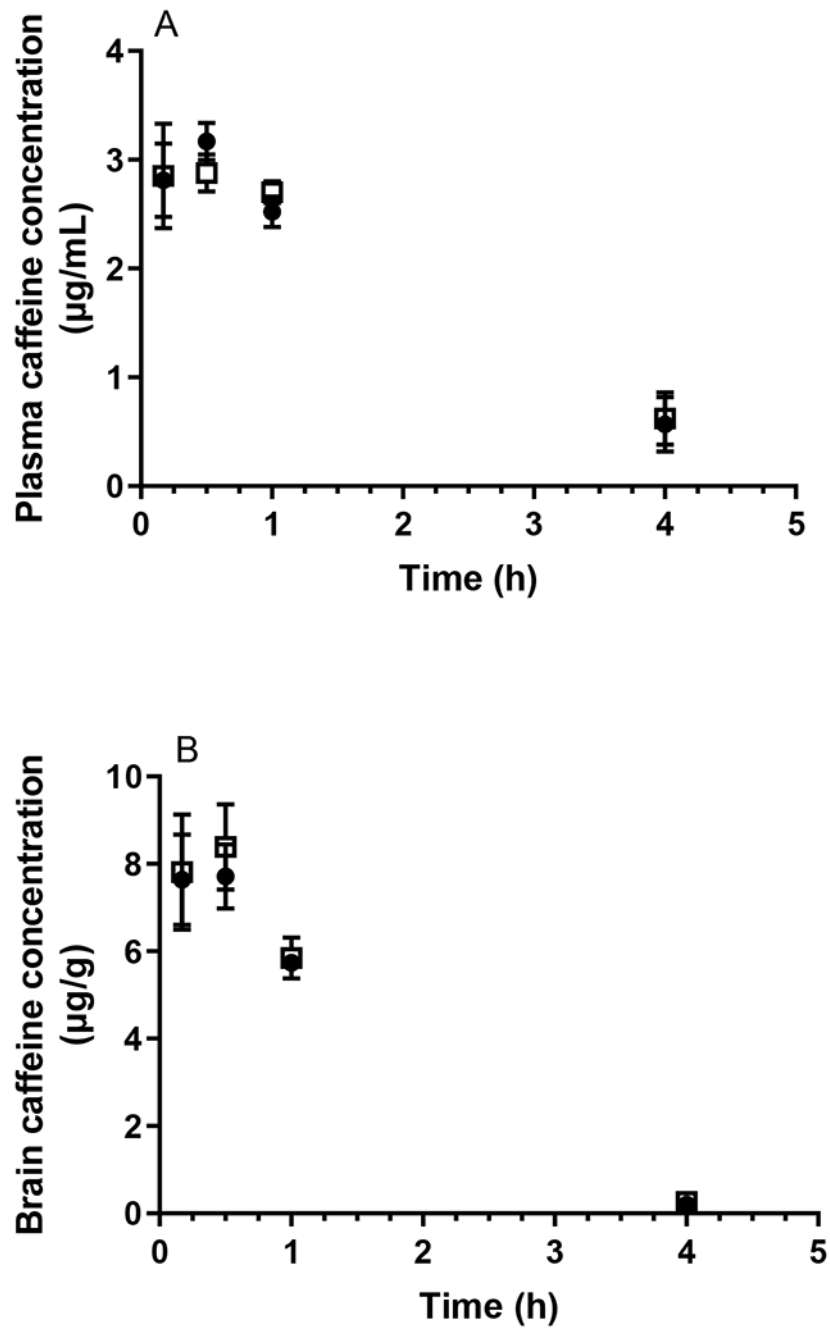 A
Plasma caffeine concentration
(µg/mL)
4
3
2
1
0
0 1 2 3 4 5
Time (h)
B
Brain caffeine concentration
(µg/g)
10
8
6
4
2
0
0 1 2 3 4 5
Time (h)